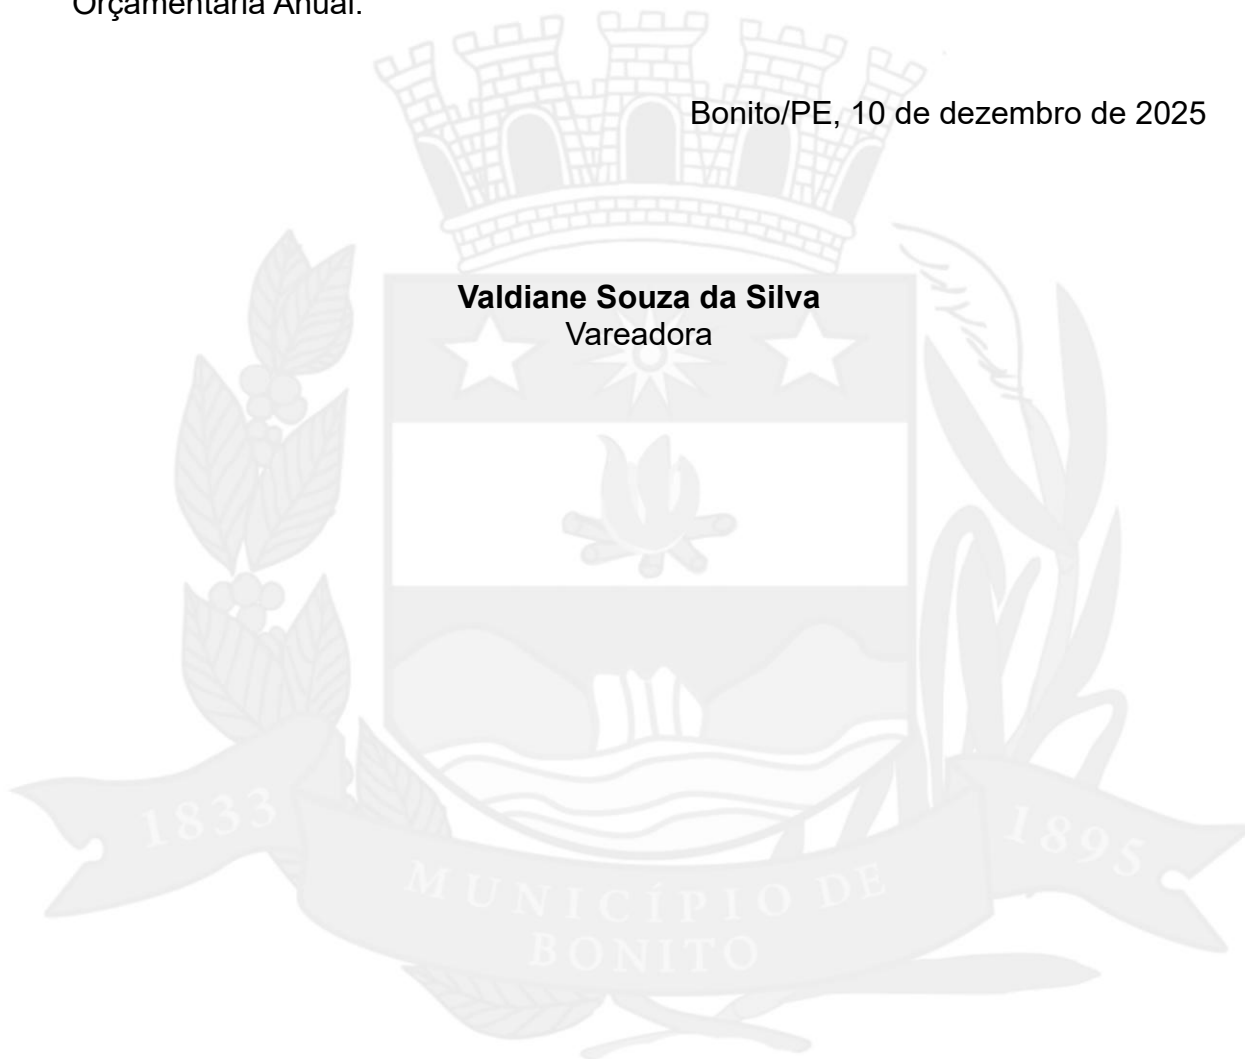 Orçamentária Anual.
Bonito/PE, 10 de dezembro de 2025
Valdiane Souza da Silva
Vareadora
1833
1895
MUNICÍPIO DE
BONITO